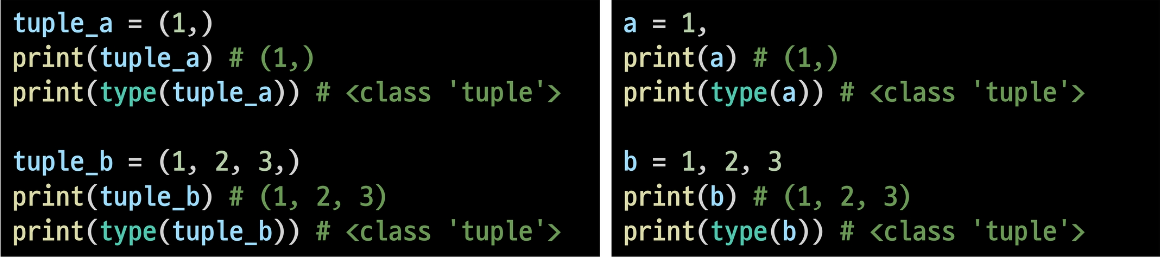 tuple_a = (1,)
print(tuple_a) # (1,)
print(type(tuple_a)) # <class 'tuple'>
tuple_b = (1, 2, 3,)
print(tuple_b) # (1, 2, 3)
print(type(tuple_b)) # <class 'tuple'>
a = 1,
print(a) # (1,)
print(type(a)) # <class 'tuple'>
b = 1, 2, 3
print(b) # (1, 2, 3)
print(type(b)) # <class 'tuple'>